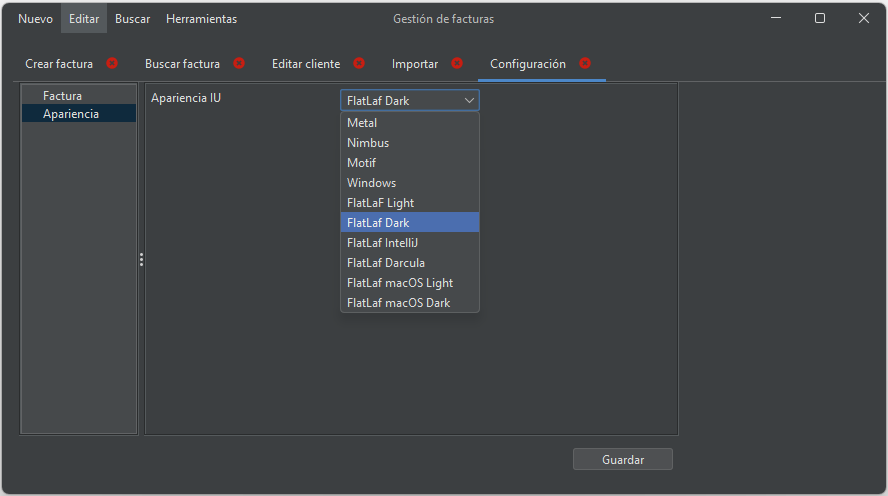 Nuevo Editar Buscar Herramientas Gestión de facturas
Crear factura Buscar factura Editar cliente Importar Configuración
Factura
Apariencia
Apariencia IU
FlatLaf Dark
Metal
Nimbus
Motif
Windows
FlatLaF Light
FlatLaf Dark
FlatLaf IntelliJ
FlatLaf Darcula
FlatLaf macOS Light
FlatLaf macOS Dark
Guardar